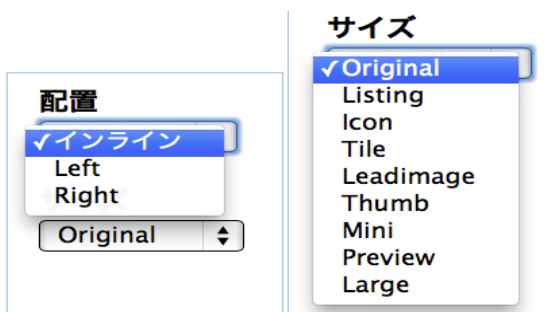 配置
✓インライン
Left
Right
Original
サイズ
✓Original
Listing
Icon
Tile
Leadimage
Thumb
Mini
Preview
Large